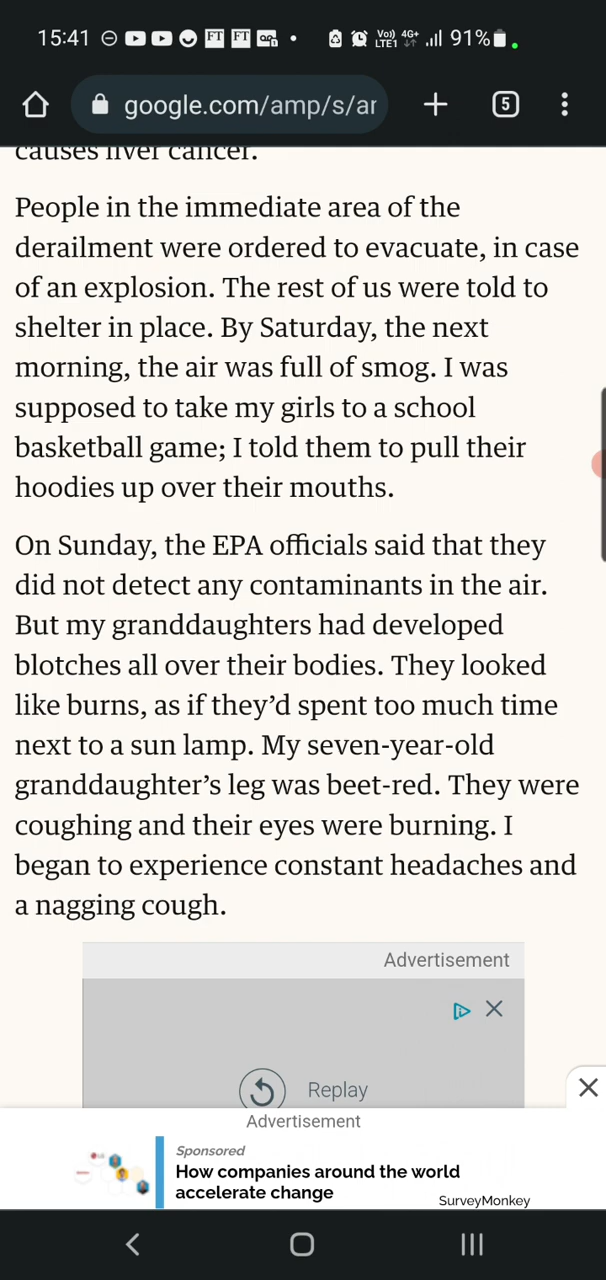 15:41
FT FT
Vo)) 4G+
LTE1
91%
google.com/amp/s/ar
5
causes liver cancer.
People in the immediate area of the
derailment were ordered to evacuate, in case
of an explosion. The rest of us were told to
shelter in place. By Saturday, the next
morning, the air was full of smog. I was
supposed to take my girls to a school
basketball game; I told them to pull their
hoodies up over their mouths.
On Sunday, the EPA officials said that they
did not detect any contaminants in the air.
But my granddaughters had developed
blotches all over their bodies. They looked
like burns, as if they’d spent too much time
next to a sun lamp. My seven-year-old
granddaughter’s leg was beet-red. They were
coughing and their eyes were burning. I
began to experience constant headaches and
a nagging cough.
Advertisement
Replay
Advertisement
Sponsored
How companies around the world
accelerate change
SurveyMonkey